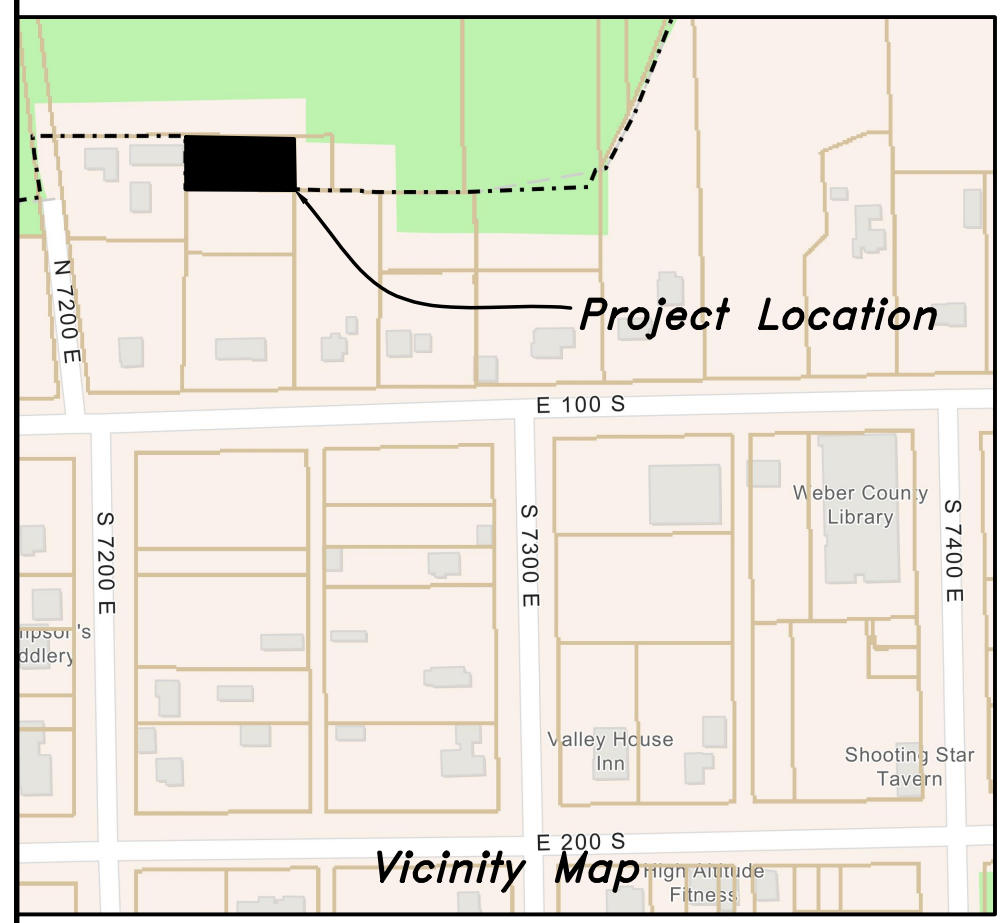 N 7200 E
Project Location
E 100 S
Weber County
Library
S 7200 E
S 7300 E
S 7400 E
Valley House
Inn
Shooting Star
Tavern
E 200 S
Vicinity Map
High Altitude
Fitness